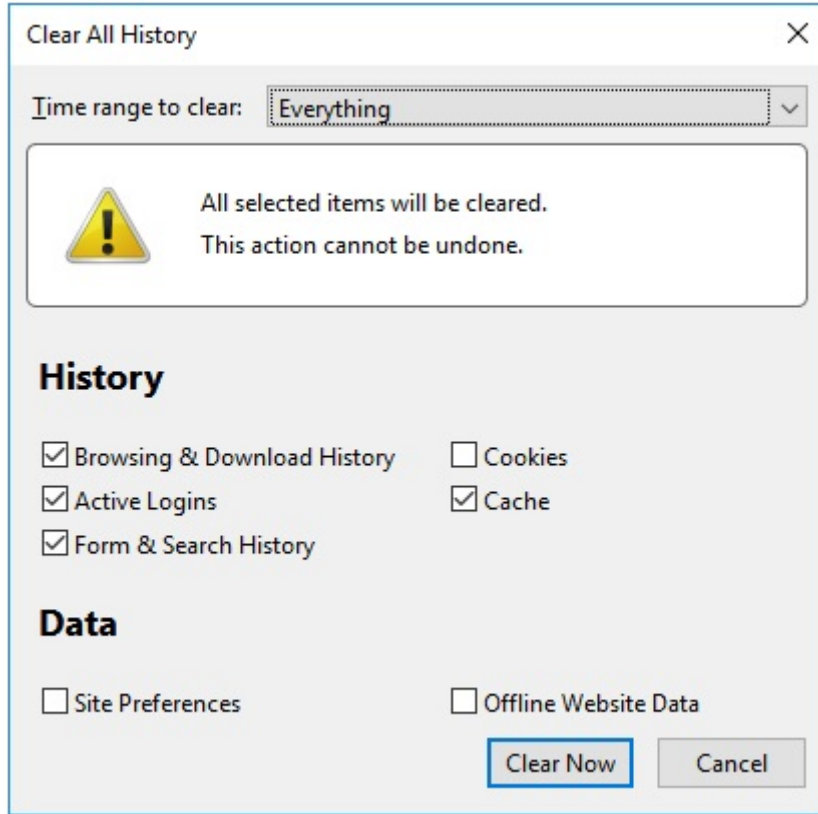 Clear All History
Time range to clear: Everything
All selected items will be cleared.
This action cannot be undone.
History
Browsing & Download History Cookies
Active Logins Cache
Form & Search History
Data
Site Preferences Offline Website Data
Clear Now Cancel